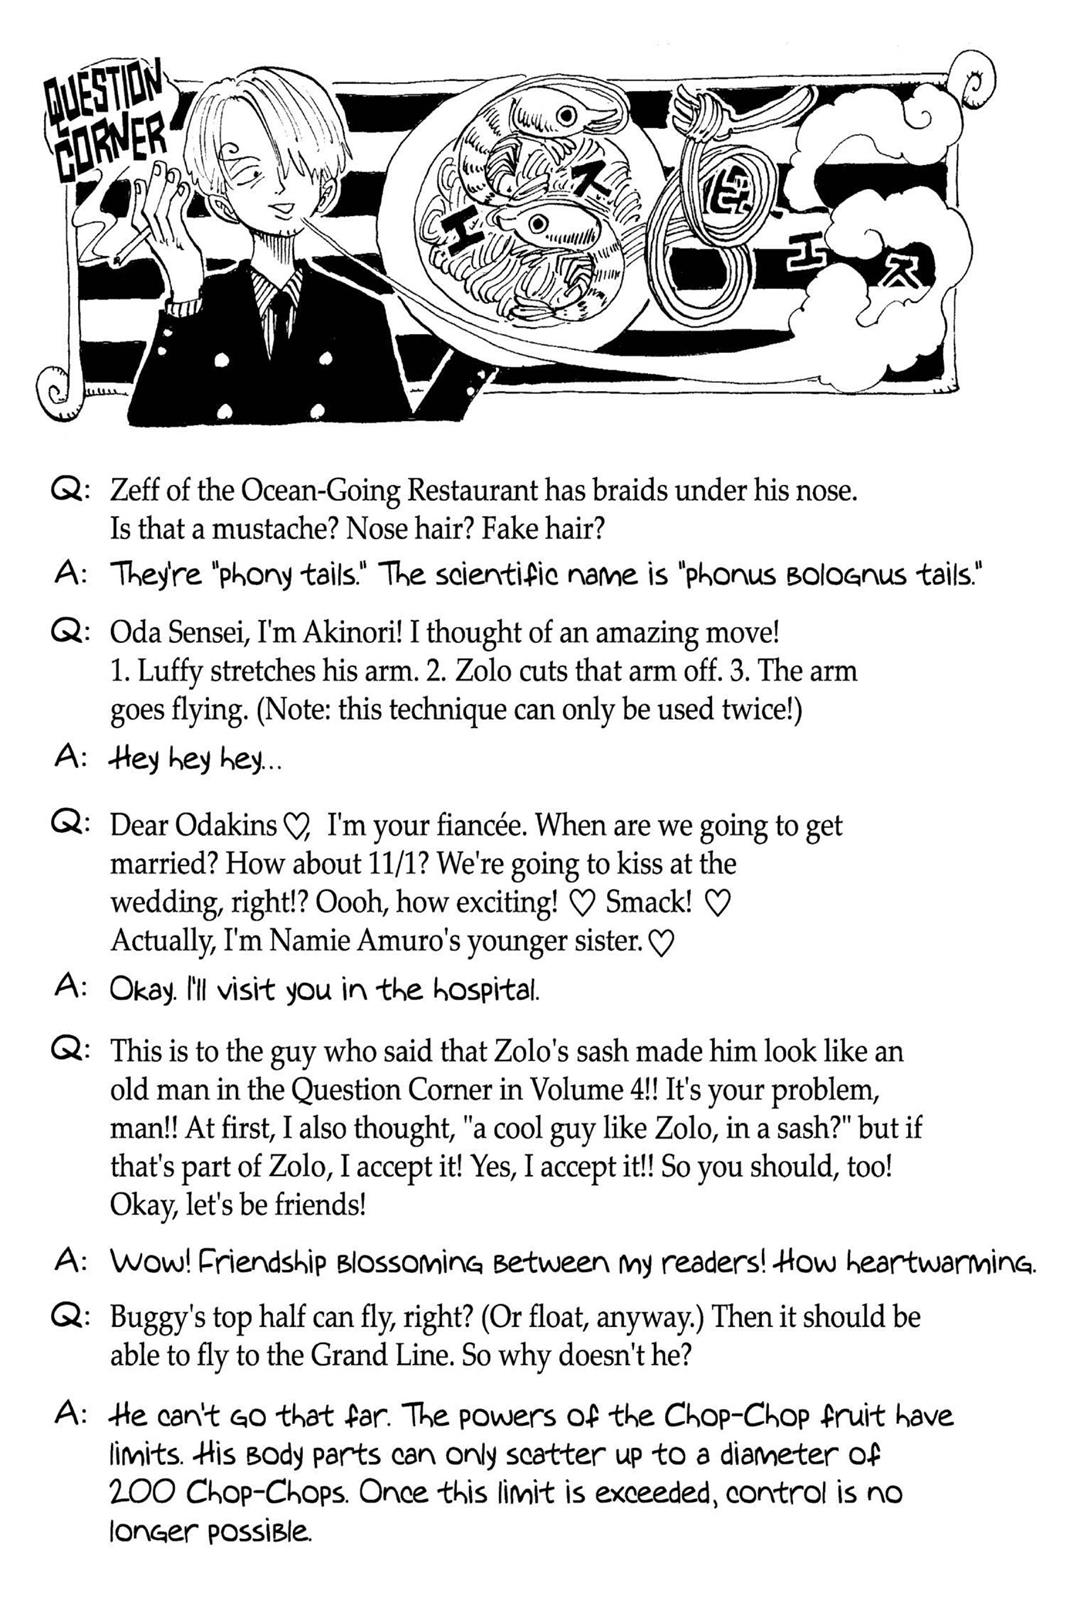 QUESTION
CORNER
エス
ビー
エス
Q: Zeff of the Ocean-Going Restaurant has braids under his nose.
Is that a mustache? Nose hair? Fake hair?
A: They're "phony tails." The scientific name is "phonus bolognus tails."
Q: Oda Sensei, I'm Akinori! I thought of an amazing move!
1. Luffy stretches his arm. 2. Zolo cuts that arm off. 3. The arm
goes flying. (Note: this technique can only be used twice!)
A: Hey hey hey...
Q: Dear Odakins ♡, I'm your fiancée. When are we going to get
married? How about 11/1? We're going to kiss at the
wedding, right!? Oooh, how exciting! ♡ Smack! ♡
Actually, I'm Namie Amuro's younger sister. ♡
A: Okay. I'll visit you in the hospital.
Q: This is to the guy who said that Zolo's sash made him look like an
old man in the Question Corner in Volume 4!! It's your problem,
man!! At first, I also thought, "a cool guy like Zolo, in a sash?" but if
that's part of Zolo, I accept it! Yes, I accept it!! So you should, too!
Okay, let's be friends!
A: Wow! Friendship blossoming between my readers! How heartwarming.
Q: Buggy's top half can fly, right? (Or float, anyway.) Then it should be
able to fly to the Grand Line. So why doesn't he?
A: He can't go that far. The powers of the Chop-Chop fruit have
limits. His body parts can only scatter up to a diameter of
200 Chop-Chops. Once this limit is exceeded, control is no
longer possible.